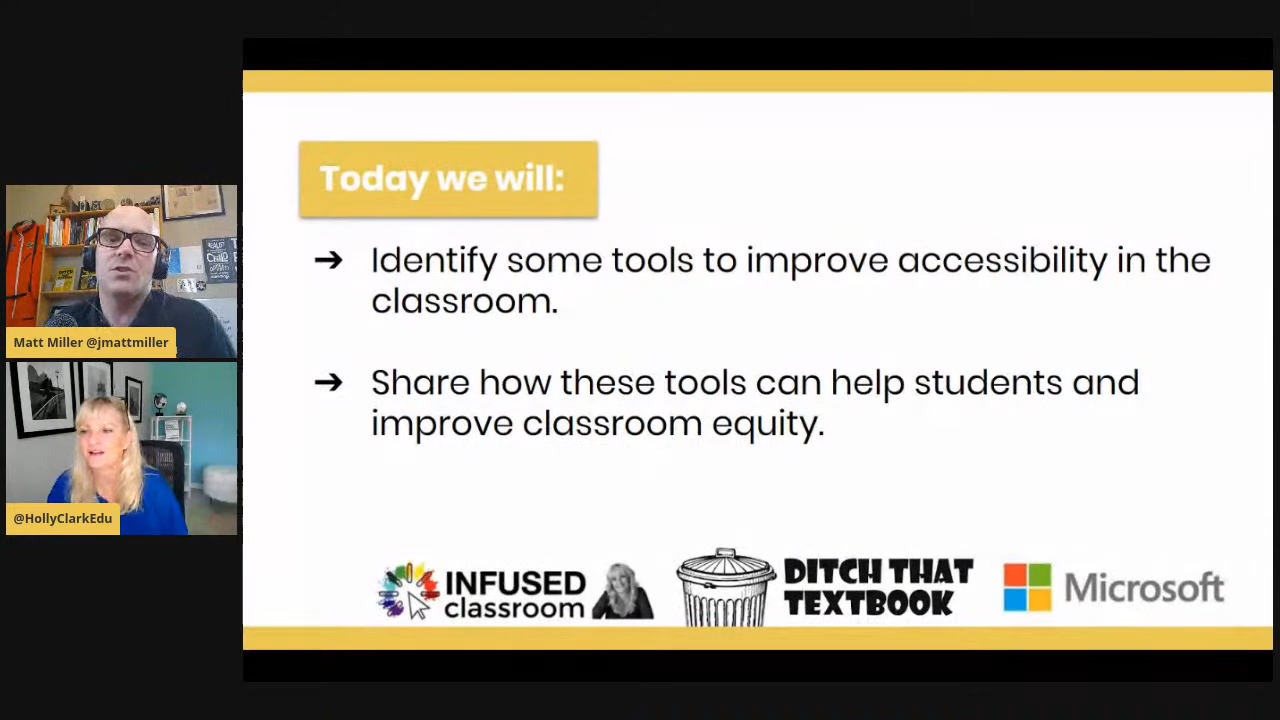 Today we will:
➔ Identify some tools to improve accessibility in the
classroom.
➔ Share how these tools can help students and
improve classroom equity.
Matt Miller @jmattmiller
@HollyClarkEdu
INFUSED
classroom
DITCH THAT
TEXTBOOK
Microsoft